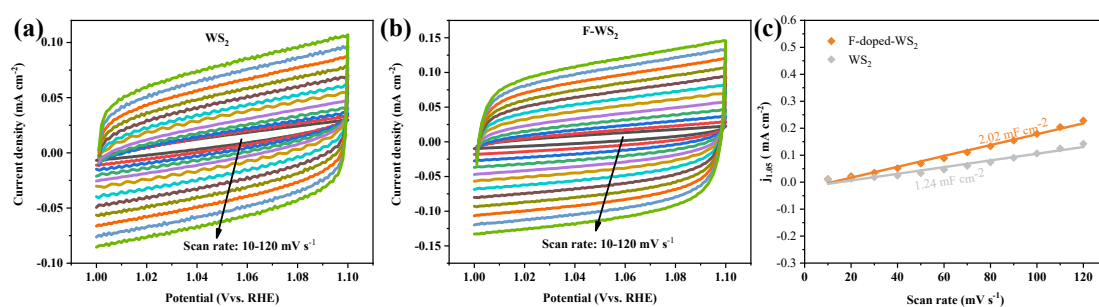 (a)
WS2
Current density (mA cm-2)
0.10
0.05
0.00
-0.05
-0.10
1.00
1.02
1.04
1.06
1.08
1.10
Scan rate: 10-120 mV s-1
Potential (Vvs. RHE)
(b)
F-WS2
Current density (mA cm-2)
0.15
0.10
0.05
0.00
-0.05
-0.10
-0.15
1.00
1.02
1.04
1.06
1.08
1.10
Scan rate: 10-120 mV s-1
Potential (Vvs. RHE)
(c)
F-doped-WS2
WS2
j1.05 ( mA cm-2)
0.6
0.5
0.4
0.3
0.2
0.1
0.0
-0.1
-0.2
-0.3
2.02 mF cm-2
1.24 mF cm-2
0
20
40
60
80
100
120
Scan rate (mV s-1)